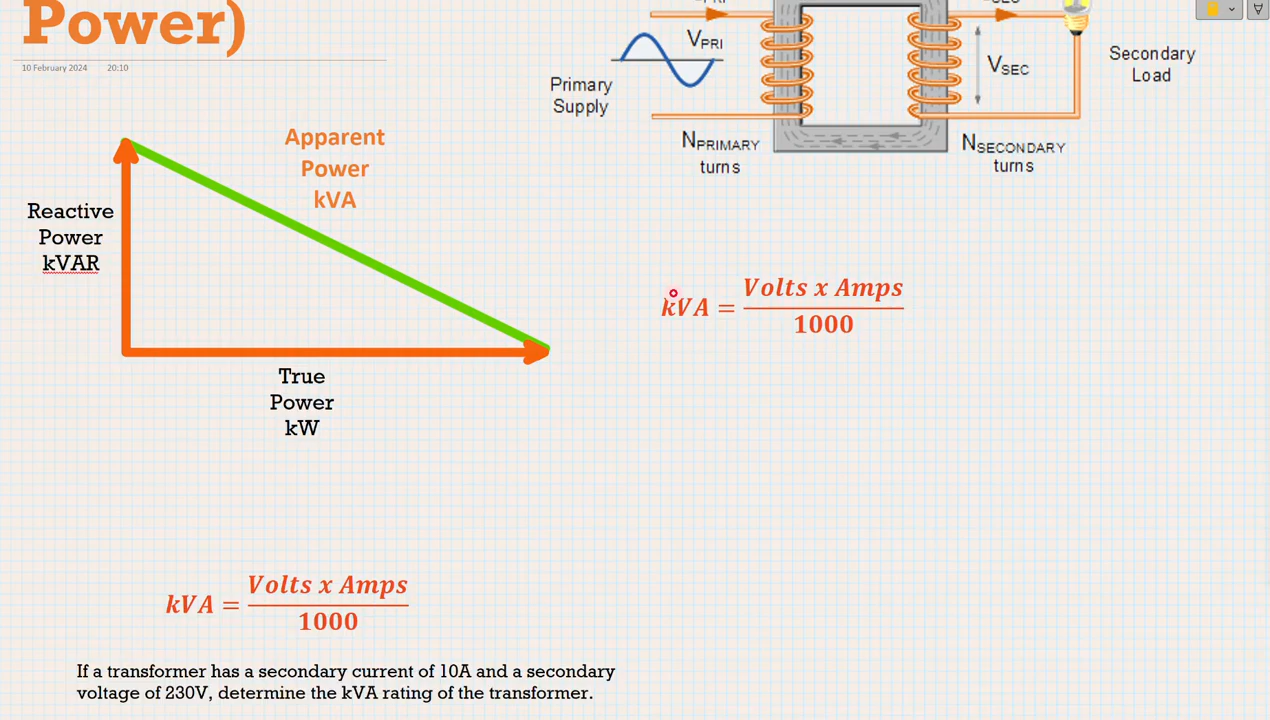 Power)
10 February 2024 20:10
Apparent
Power
kVA
Reactive
Power
kVAR
True
Power
kW
VPRI
Primary
Supply
NPRIMARY
turns
VSEC
Secondary
Load
NSECONDARY
turns
kVA = Volts x Amps
1000
kVA = Volts x Amps
1000
If a transformer has a secondary current of 10A and a secondary
voltage of 230V, determine the kVA rating of the transformer.